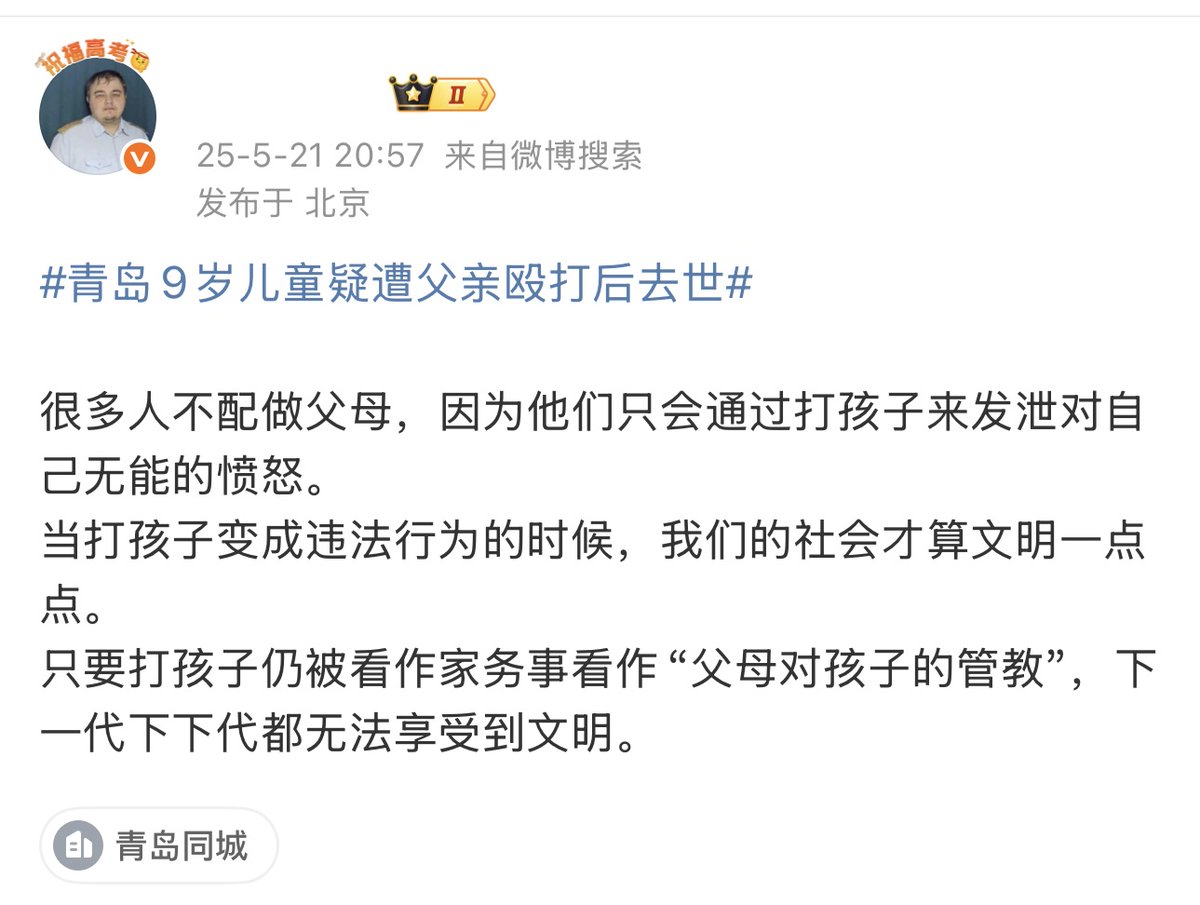 祝福高考
II
25-5-21 20:57 来自微博搜索
发布于 北京
#青岛9岁儿童疑遭父亲殴打后去世#
很多人不配做父母，因为他们只会通过打孩子来发泄对自
己无能的愤怒。
当打孩子变成违法行为的时候，我们的社会才算文明一点
点。
只要打孩子仍被看作家务事看作“父母对孩子的管教”，下
一代下下代都无法享受到文明。
青岛同城